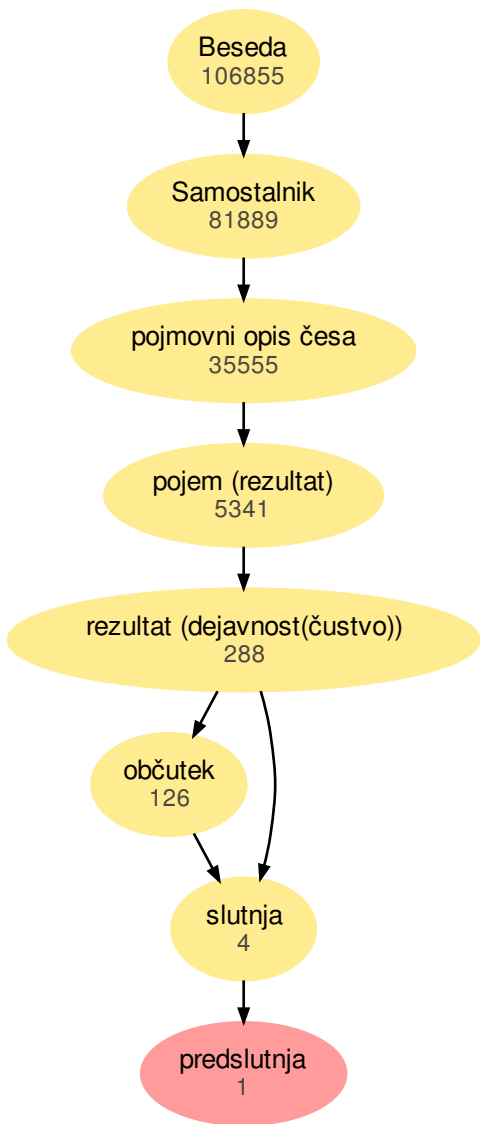 Beseda
106855
Samostalnik
81889
pojmovni opis česa
35555
pojem (rezultat)
5341
rezultat (dejavnost(čustvo))
288
občutek
126
slutnja
4
predslutnja
1